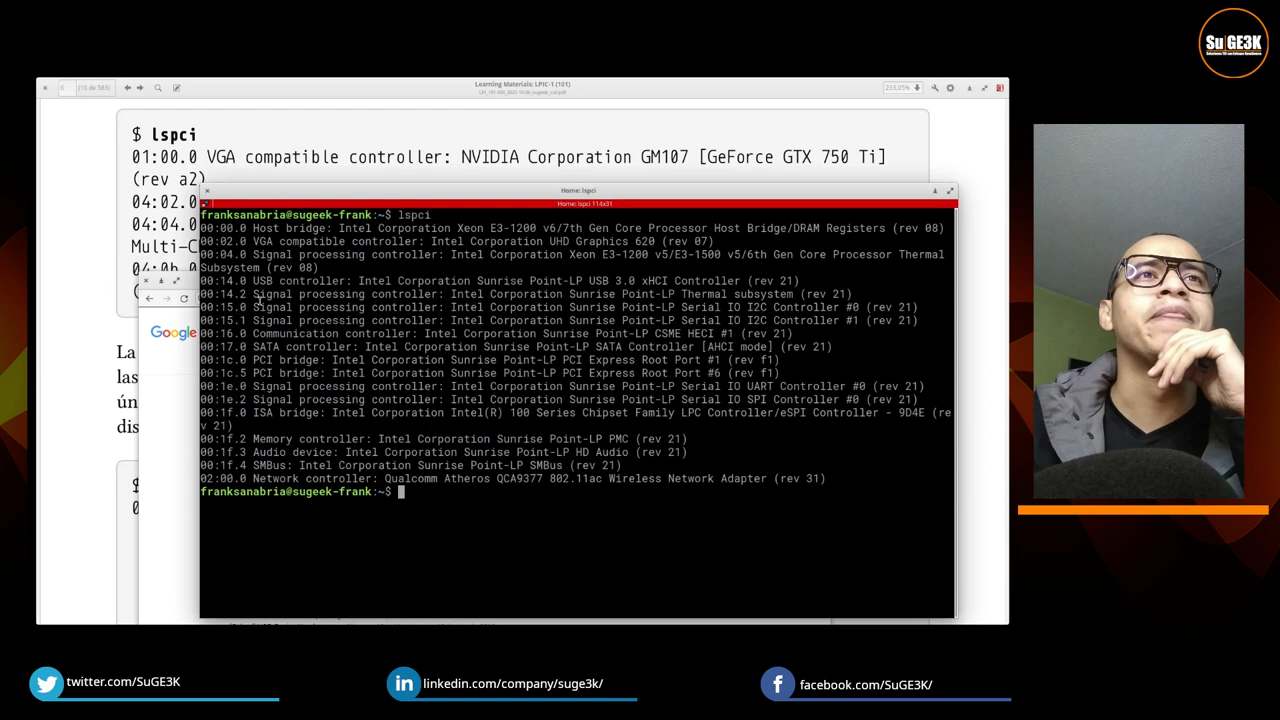 SuGE3K
Learning Materials: LPIC-1 (101)
6 (16 de 583)
233,05%
$ lspci
01:00.0 VGA compatible controller: NVIDIA Corporation GM107 [GeForce GTX 750 Ti]
(rev a2)
04:02.0
04:04.
Multi-C
04:0b
(
La
las
ún
dis
$
0
Google
Home: lspci
Home: lspci 114x31
franksanabria@sugeek-frank:~$ lspci
00:00.0 Host bridge: Intel Corporation Xeon E3-1200 v6/7th Gen Core Processor Host Bridge/DRAM Registers (rev 08)
00:02.0 VGA compatible controller: Intel Corporation UHD Graphics 620 (rev 07)
00:04.0 Signal processing controller: Intel Corporation Xeon E3-1200 v5/E3-1500 v5/6th Gen Core Processor Thermal
Subsystem (rev 08)
00:14.0 USB controller: Intel Corporation Sunrise Point-LP USB 3.0 xHCI Controller (rev 21)
00:14.2 Signal processing controller: Intel Corporation Sunrise Point-LP Thermal subsystem (rev 21)
00:15.0 Signal processing controller: Intel Corporation Sunrise Point-LP Serial IO I2C Controller #0 (rev 21)
00:15.1 Signal processing controller: Intel Corporation Sunrise Point-LP Serial IO I2C Controller #1 (rev 21)
00:16.0 Communication controller: Intel Corporation Sunrise Point-LP CSME HECI #1 (rev 21)
00:17.0 SATA controller: Intel Corporation Sunrise Point-LP SATA Controller [AHCI mode] (rev 21)
00:1c.0 PCI bridge: Intel Corporation Sunrise Point-LP PCI Express Root Port #1 (rev f1)
00:1c.5 PCI bridge: Intel Corporation Sunrise Point-LP PCI Express Root Port #6 (rev f1)
00:1e.0 Signal processing controller: Intel Corporation Sunrise Point-LP Serial IO UART Controller #0 (rev 21)
00:1e.2 Signal processing controller: Intel Corporation Sunrise Point-LP Serial IO SPI Controller #0 (rev 21)
00:1f.0 ISA bridge: Intel Corporation Intel(R) 100 Series Chipset Family LPC Controller/eSPI Controller - 9D4E (re
v 21)
00:1f.2 Memory controller: Intel Corporation Sunrise Point-LP PMC (rev 21)
00:1f.3 Audio device: Intel Corporation Sunrise Point-LP HD Audio (rev 21)
00:1f.4 SMBus: Intel Corporation Sunrise Point-LP SMBus (rev 21)
02:00.0 Network controller: Qualcomm Atheros QCA9377 802.11ac Wireless Network Adapter (rev 31)
franksanabria@sugeek-frank:~$
twitter.com/SuGE3K
linkedin.com/company/suge3k/
facebook.com/SuGE3K/